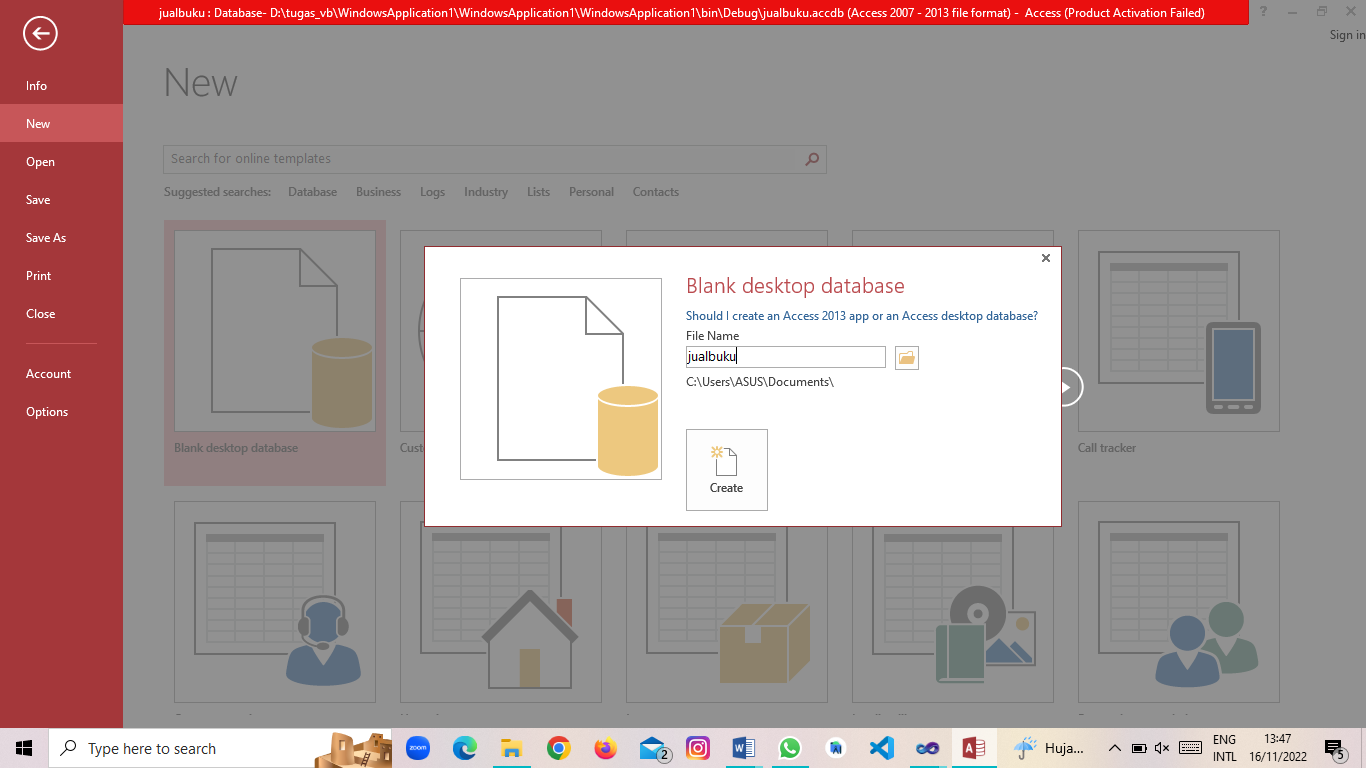 jualbuku : Database- D:\tugas_vb\WindowsApplication1\WindowsApplication1\WindowsApplication1\bin\Debug\jualbuku.accdb (Access 2007 - 2013 file format) - Access (Product Activation Failed)
?
Sign in
Info
New
Open
Save
Save As
Print
Close
Account
Options
New
Search for online templates
Suggested searches: Database Business Logs Industry Lists Personal Contacts
Blank desktop database
Call tracker
Blank desktop database
Should I create an Access 2013 app or an Access desktop database?
File Name
jualbuku
C:\Users\ASUS\Documents\
Create
Type here to search
zoom
2
Huja...
ENG
INTL
13:47
16/11/2022
5